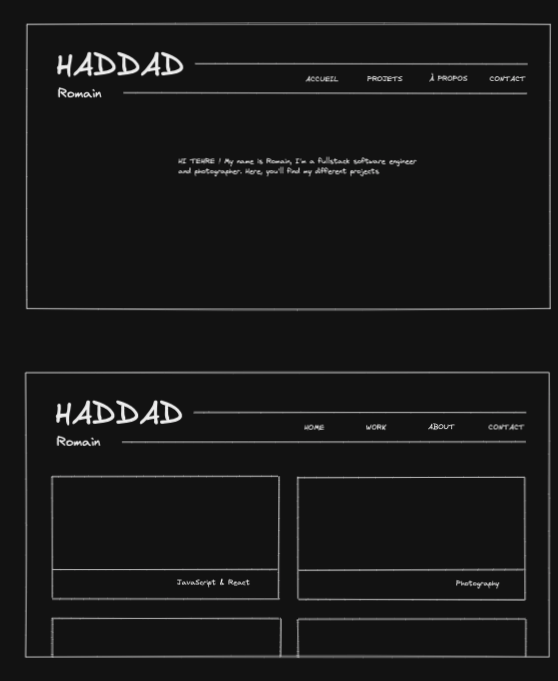 HADDAD
ACCUEIL PROJETS À PROPOS CONTACT
Romain
HI TEHRE ! My name is Romain, I'm a fullstack software engineer
and photographer. Here, you'll find my different projects
HADDAD
HOME WORK ABOUT CONTACT
Romain
JavaScript & React
Photography